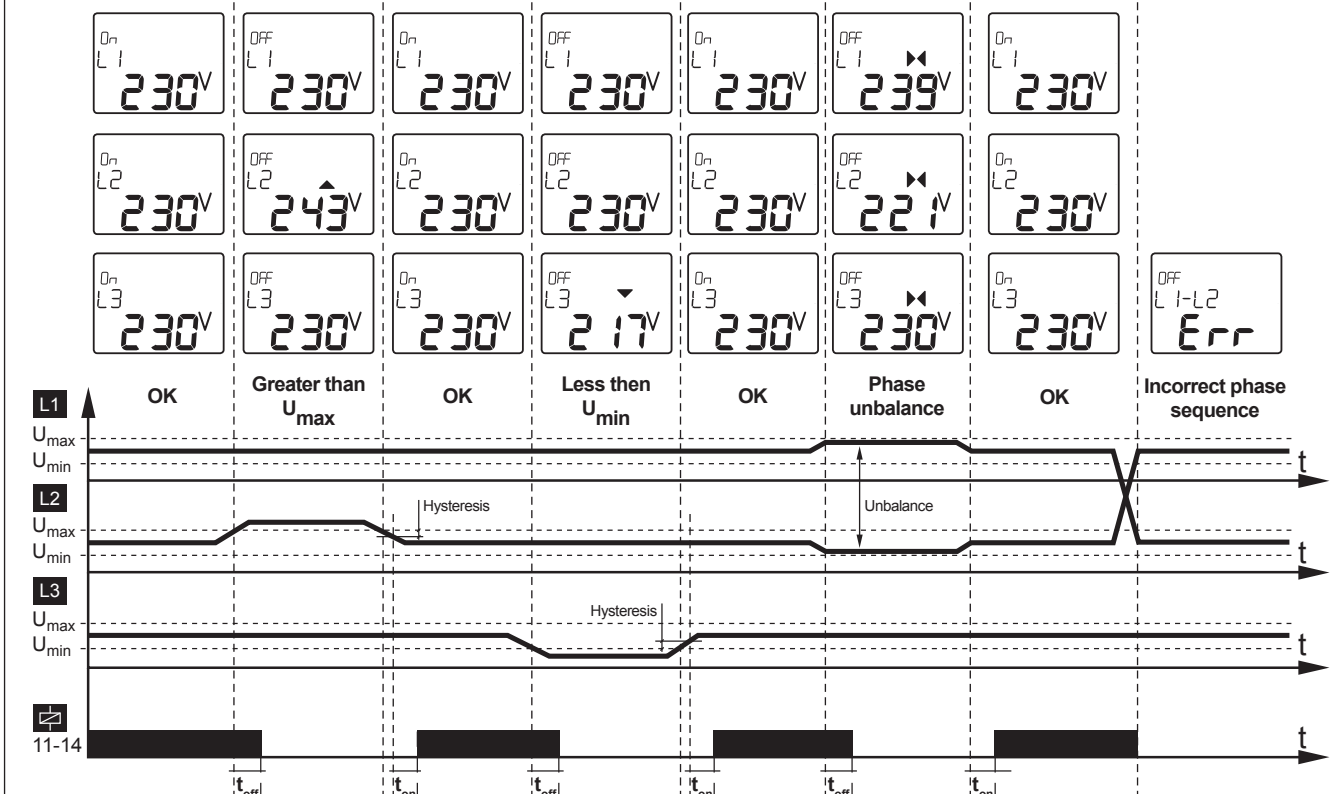 On OFF On OFF On OFF On
L1 L1 L1 L1 L1 L1 L1
230V 230V 230V 230V 230V 239V 230V
On OFF On OFF On OFF On
L2 L2 L2 L2 L2 L2 L2
230V 243V 230V 230V 230V 221V 230V
On OFF On OFF On OFF On OFF
L3 L3 L3 L3 L3 L3 L3 L1-L2
230V 230V 230V 217V 230V 230V 230V Err
OK Greater than Umax OK Less then Umin OK Phase unbalance OK Incorrect phase sequence
L1
Umax
Umin
t
L2
Umax
Umin
Hysteresis
Unbalance
t
L3
Umax
Umin
Hysteresis
t
11-14
t
toff ton toff ton toff ton